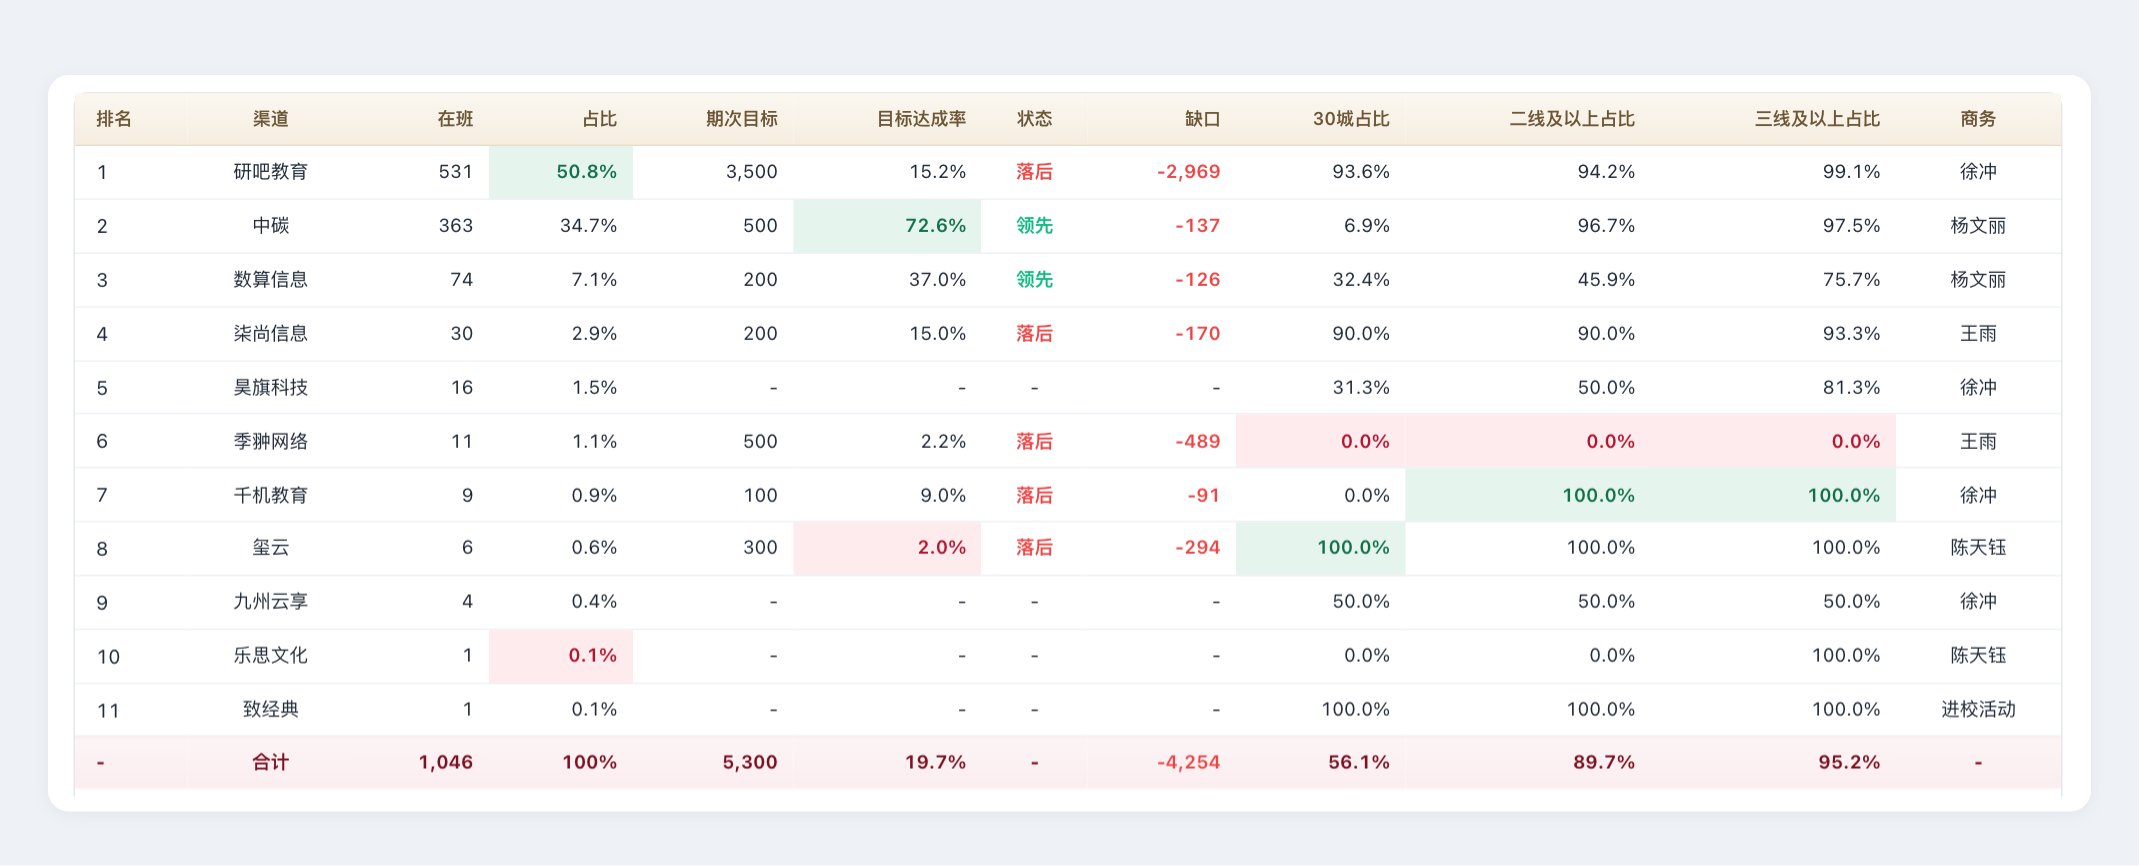 排名 渠道 在班 占比 期次目标 目标达成率 状态 缺口 30城占比 二线及以上占比 三线及以上占比 商务
1 研吧教育 531 50.8% 3,500 15.2% 落后 -2,969 93.6% 94.2% 99.1% 徐冲
2 中碳 363 34.7% 500 72.6% 领先 -137 6.9% 96.7% 97.5% 杨文丽
3 数算信息 74 7.1% 200 37.0% 领先 -126 32.4% 45.9% 75.7% 杨文丽
4 柒尚信息 30 2.9% 200 15.0% 落后 -170 90.0% 90.0% 93.3% 王雨
5 昊旗科技 16 1.5% - - - - 31.3% 50.0% 81.3% 徐冲
6 季翀网络 11 1.1% 500 2.2% 落后 -489 0.0% 0.0% 0.0% 王雨
7 千机教育 9 0.9% 100 9.0% 落后 -91 0.0% 100.0% 100.0% 徐冲
8 玺云 6 0.6% 300 2.0% 落后 -294 100.0% 100.0% 100.0% 陈天钰
9 九州云享 4 0.4% - - - - 50.0% 50.0% 50.0% 徐冲
10 乐思文化 1 0.1% - - - - 0.0% 0.0% 100.0% 陈天钰
11 致经典 1 0.1% - - - - 100.0% 100.0% 100.0% 进校活动
- 合计 1,046 100% 5,300 19.7% - -4,254 56.1% 89.7% 95.2% -